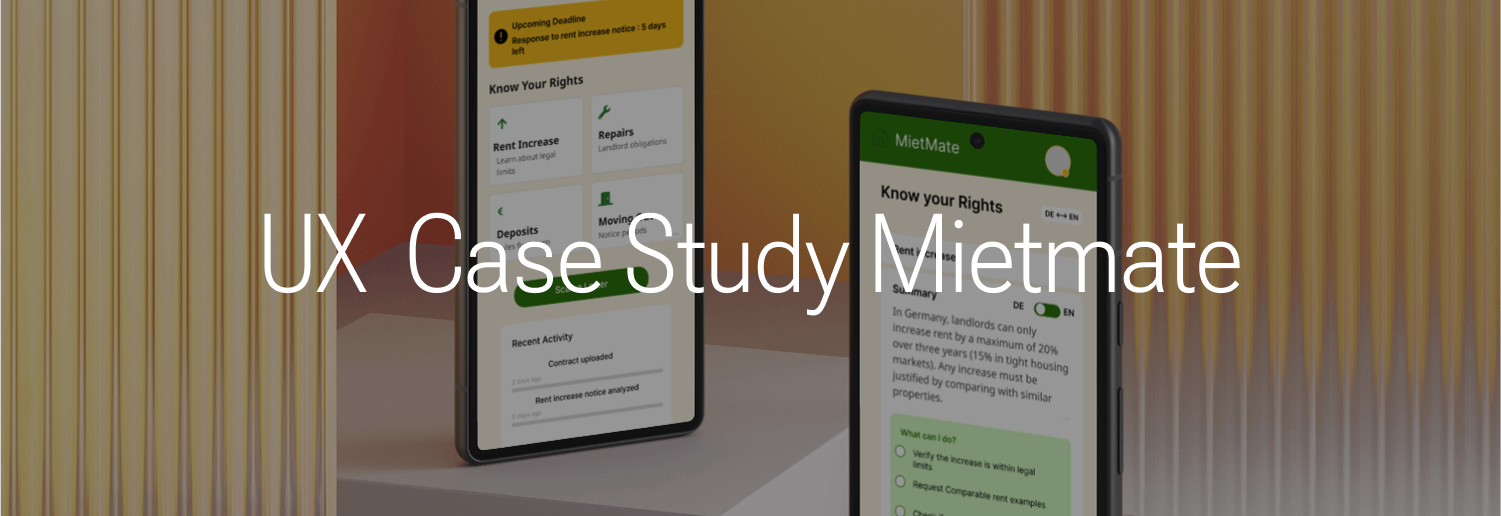 Upcoming Deadline
Response to rent increase notice : 5 days
left
Know Your Rights
Rent Increase
Learn about legal
limits
Repairs
Landlord obligations
€
Deposits
Moving
Notice periods
UX Case Study Mietmate
Recent Activity
Contract uploaded
2 days ago
Rent increase notice analyzed
6 days ago
MietMate
Know your Rights
DE ⟷ EN
Rent increase
Summary
DE
EN
In Germany, landlords can only
increase rent by a maximum of 20%
over three years (15% in tight housing
markets). Any increase must be
justified by comparing with similar
properties.
What can I do?
Verify the increase is within legal
limits
Request Comparable rent examples